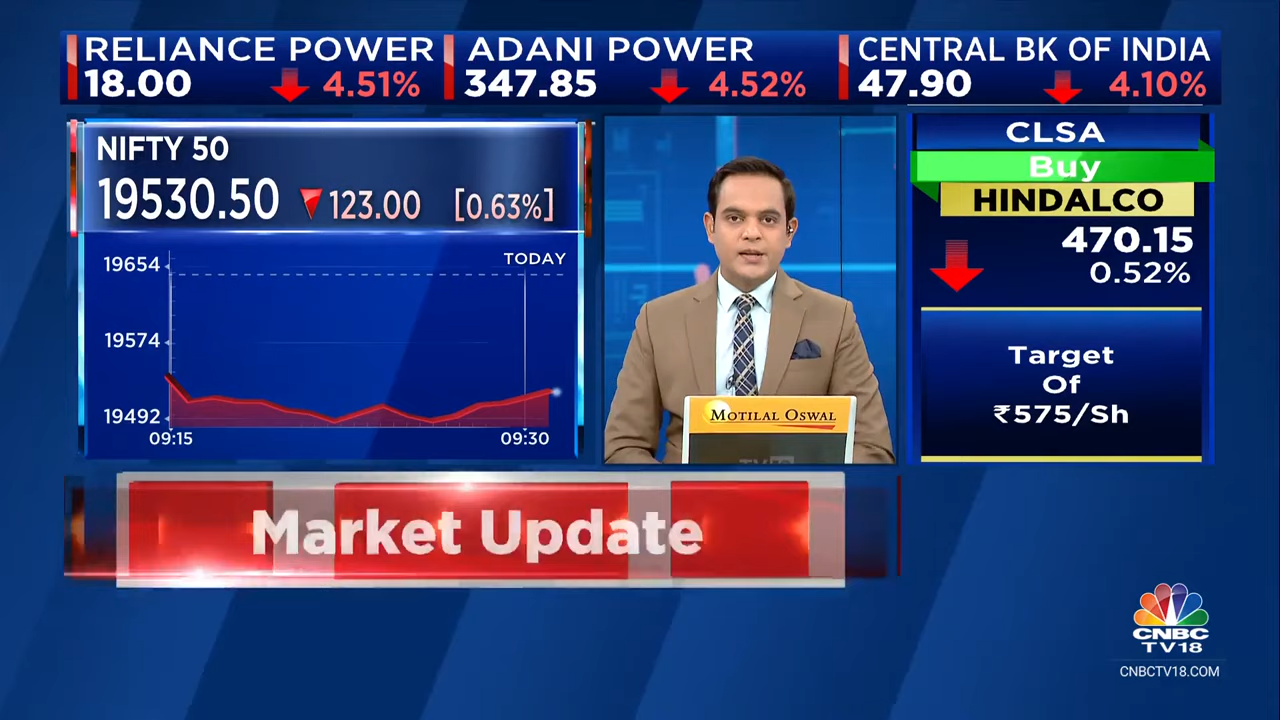 RELIANCE POWER
18.00 4.51%
ADANI POWER
347.85 4.52%
CENTRAL BK OF INDIA
47.90 4.10%
NIFTY 50
19530.50 123.00 [0.63%]
TODAY
19654
19574
19492
09:15 09:30
MOTILAL OSWAL
TV18
CLSA
Buy
HINDALCO
470.15
0.52%
Target
Of
₹575/Sh
Market Update
CNBC
TV18
CNBCTV18.COM